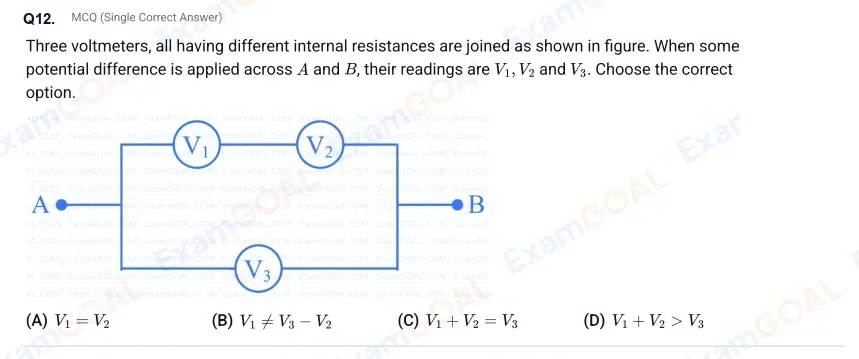 Q12. MCQ (Single Correct Answer)
Three voltmeters, all having different internal resistances are joined as shown in figure. When some
potential difference is applied across A and B, their readings are V₁, V₂ and V₃. Choose the correct
option.
V₁ V₂
A B
V₃
(A) V₁ = V₂ (B) V₁ ≠ V₃ − V₂ (C) V₁ + V₂ = V₃ (D) V₁ + V₂ > V₃
ExamGOAL